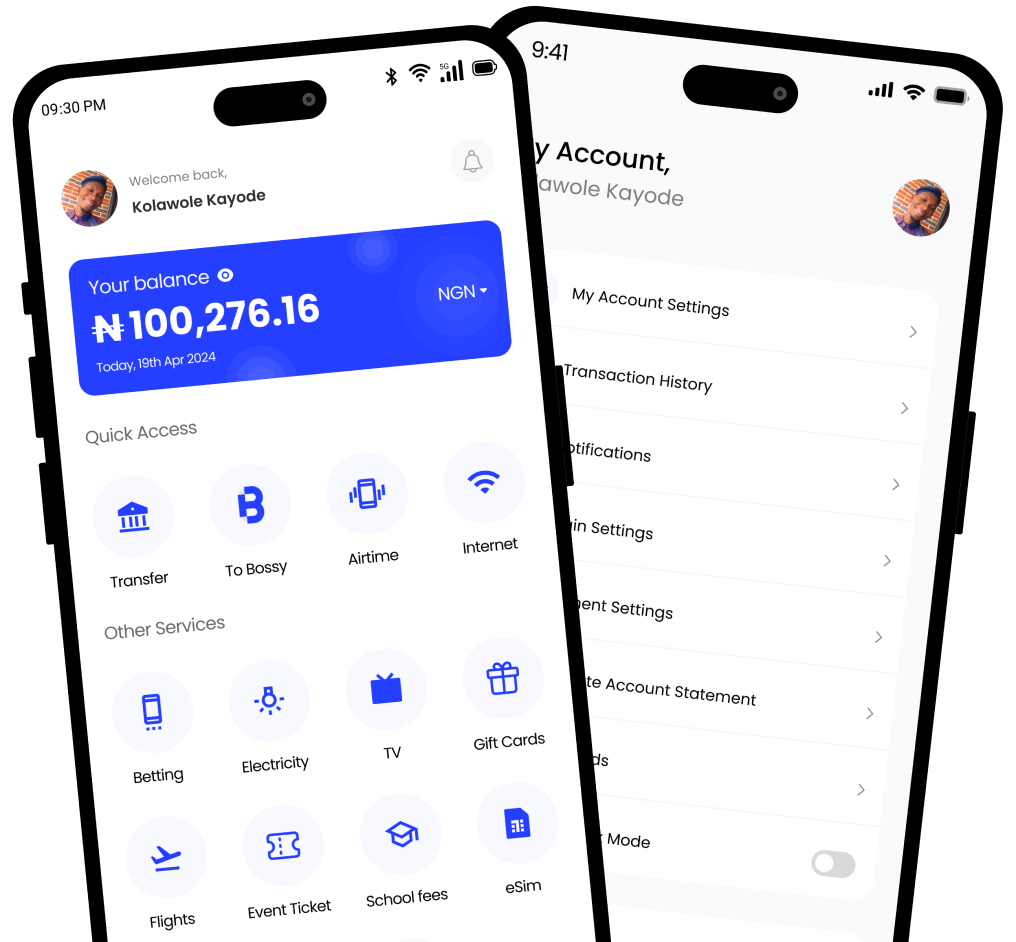 09:30 PM
5G
Welcome back,
Kolawole Kayode
Your balance
₦100,276.16
NGN
Today, 19th Apr 2024
Quick Access
Transfer
To Bossy
Airtime
Internet
Other Services
Betting
Electricity
TV
Gift Cards
Flights
Event Ticket
School fees
eSim
9:41
y Account,
lawole Kayode
My Account Settings
Transaction History
otifications
in Settings
ent Settings
te Account Statement
ds
Mode